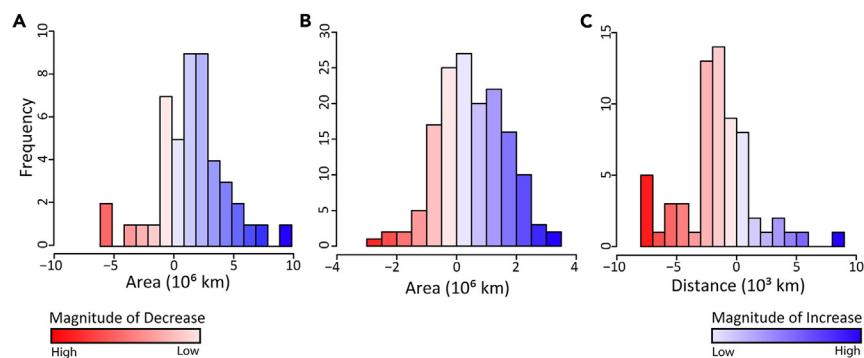 A
B
C
Frequency
10
8
6
4
2
0
−10
−5
0
5
10
Area (10⁶ km)
30
25
20
15
10
5
0
−4
−2
0
2
4
Area (10⁶ km)
15
10
5
0
−10
−5
0
5
10
Distance (10³ km)
Magnitude of Decrease
High
Low
Magnitude of Increase
Low
High